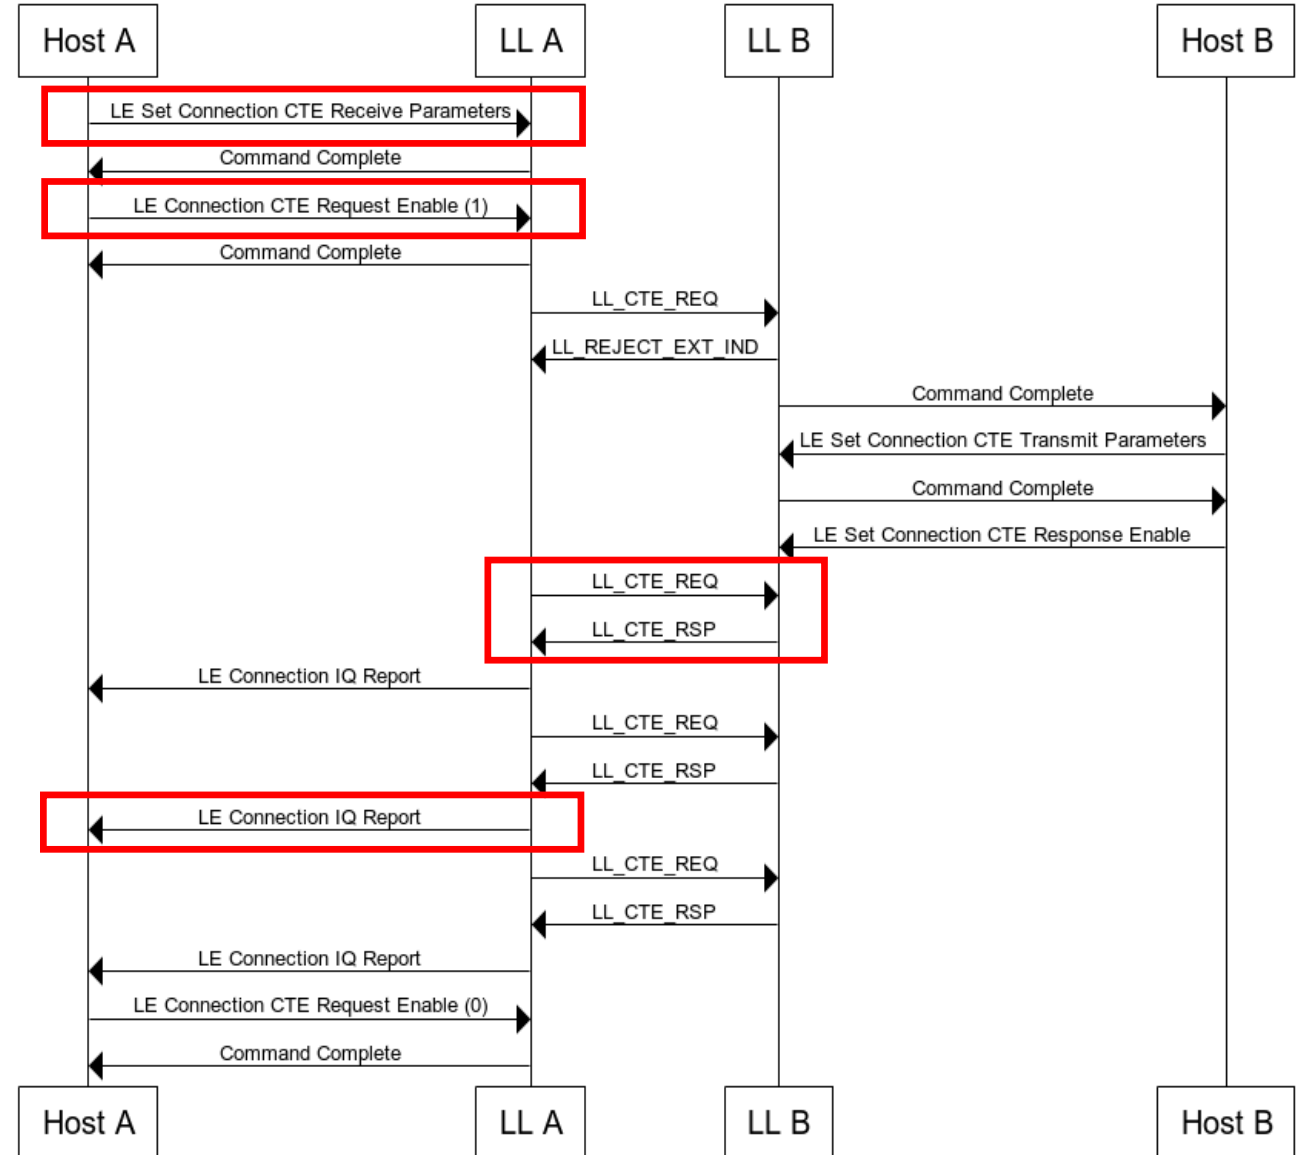 Host A
LL A
LL B
Host B
LE Set Connection CTE Receive Parameters
Command Complete
LE Connection CTE Request Enable (1)
Command Complete
LL_CTE_REQ
LL_REJECT_EXT_IND
Command Complete
LE Set Connection CTE Transmit Parameters
Command Complete
LE Set Connection CTE Response Enable
LL_CTE_REQ
LL_CTE_RSP
LE Connection IQ Report
LL_CTE_REQ
LL_CTE_RSP
LE Connection IQ Report
LL_CTE_REQ
LL_CTE_RSP
LE Connection IQ Report
LE Connection CTE Request Enable (0)
Command Complete
Host A
LL A
LL B
Host B